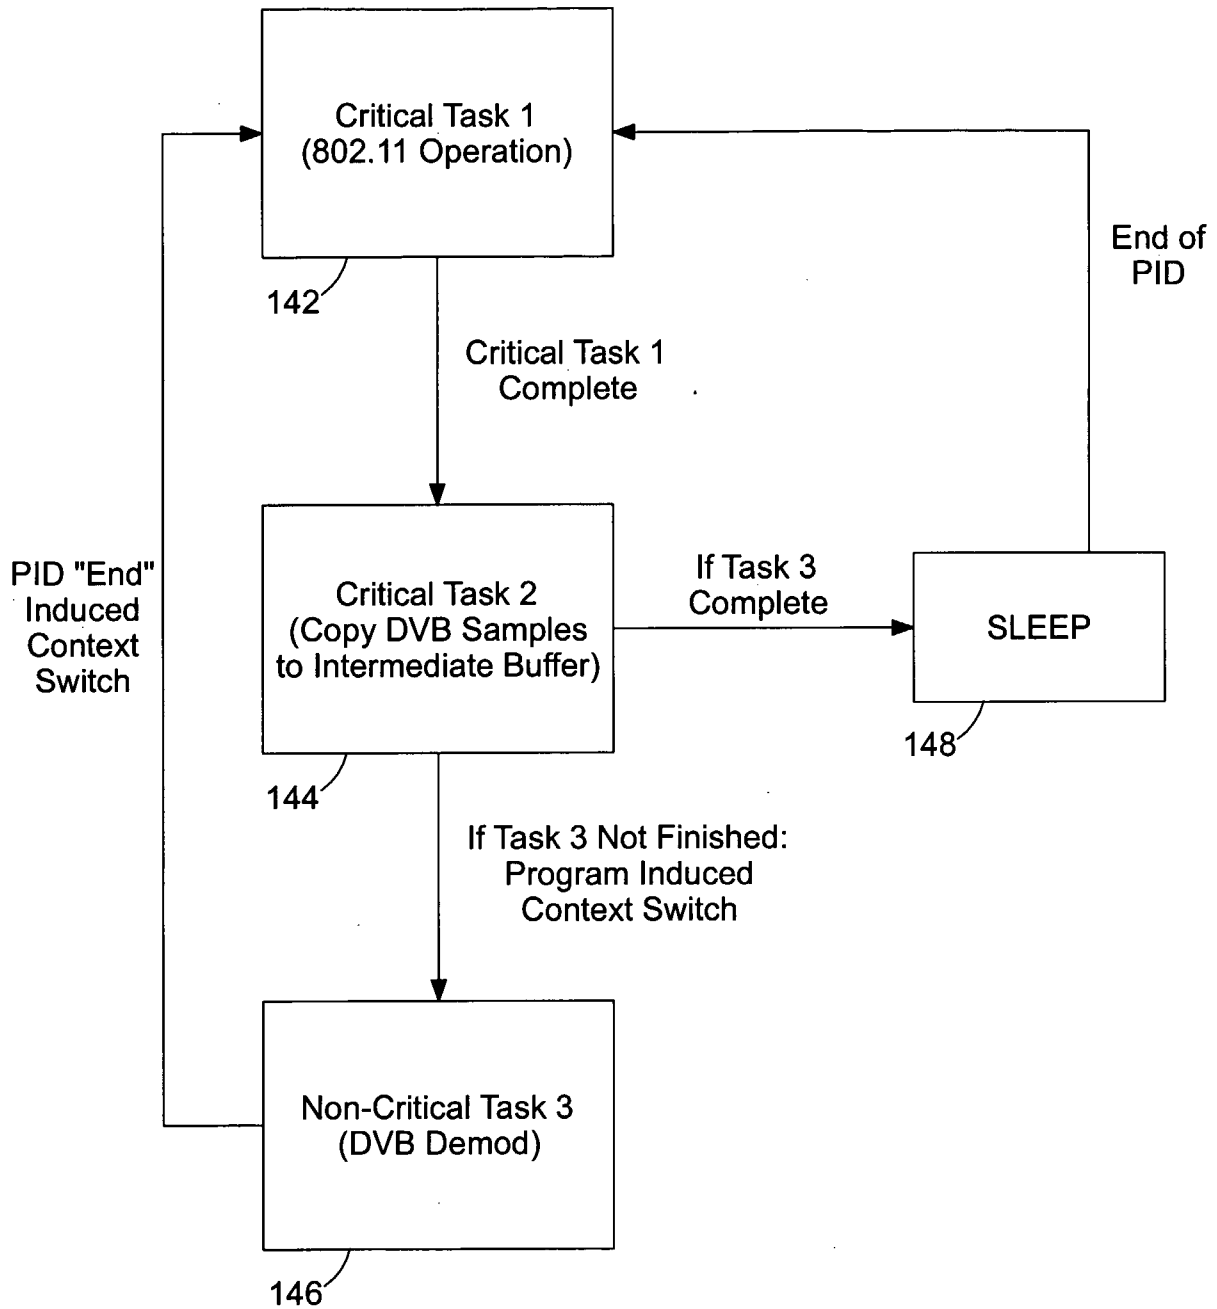 Critical Task 1
(802.11 Operation)
142
End of
PID
Critical Task 1
Complete
PID "End"
Induced
Context
Switch
Critical Task 2
(Copy DVB Samples
to Intermediate Buffer)
144
If Task 3
Complete
SLEEP
148
If Task 3 Not Finished:
Program Induced
Context Switch
Non-Critical Task 3
(DVB Demod)
146